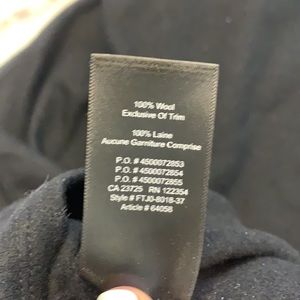 100% Wool
Exclusive Of Trim
100% Laine
Aucune Garniture Comprise
P.O. # 4500072853
P.O. # 4500072854
P.O. # 4500072855
CA 23725 RN 122354
Style # FTJ0-8018-37
Article # 64058